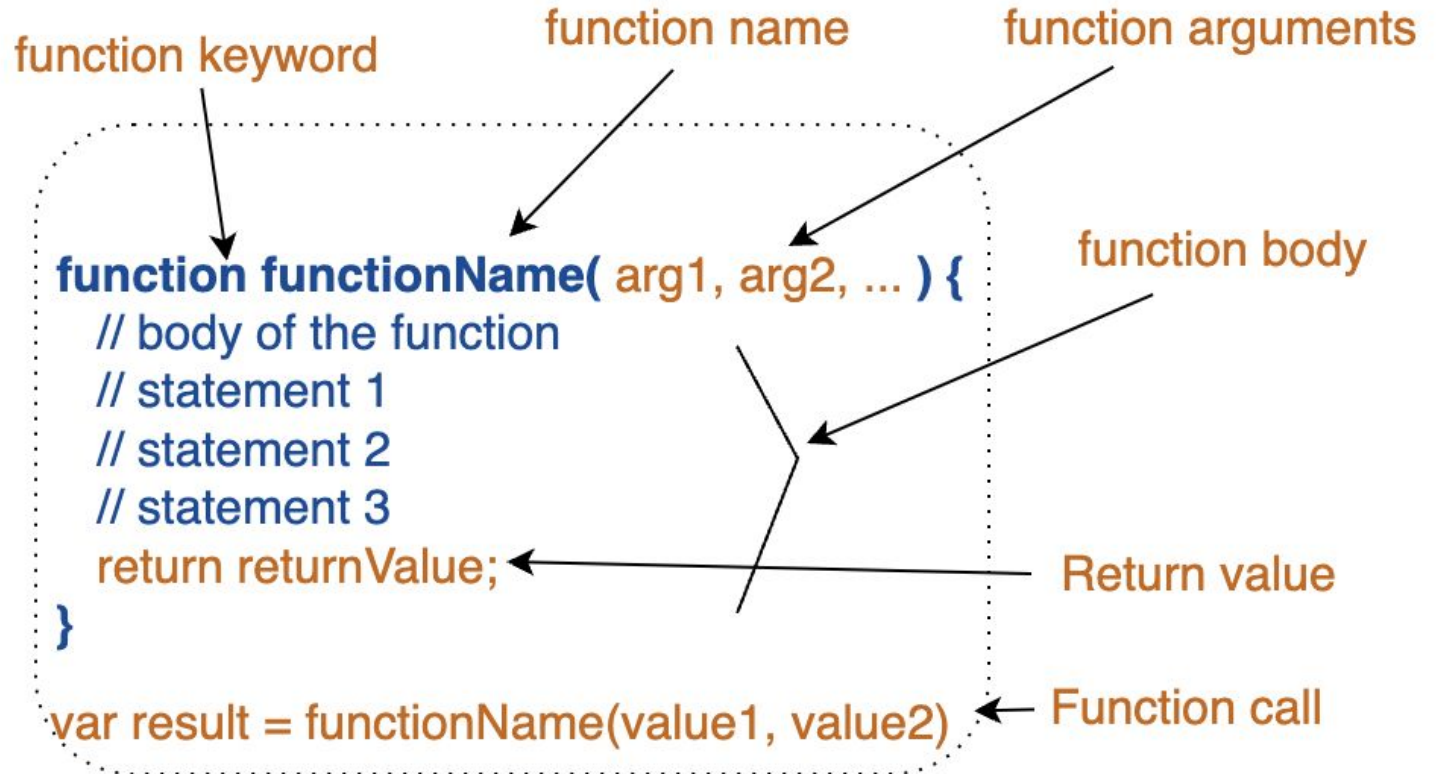 function keyword
function name
function arguments
function functionName( arg1, arg2, ... ) {
function body
// body of the function
// statement 1
// statement 2
// statement 3
return returnValue;
Return value
}
var result = functionName(value1, value2)
Function call